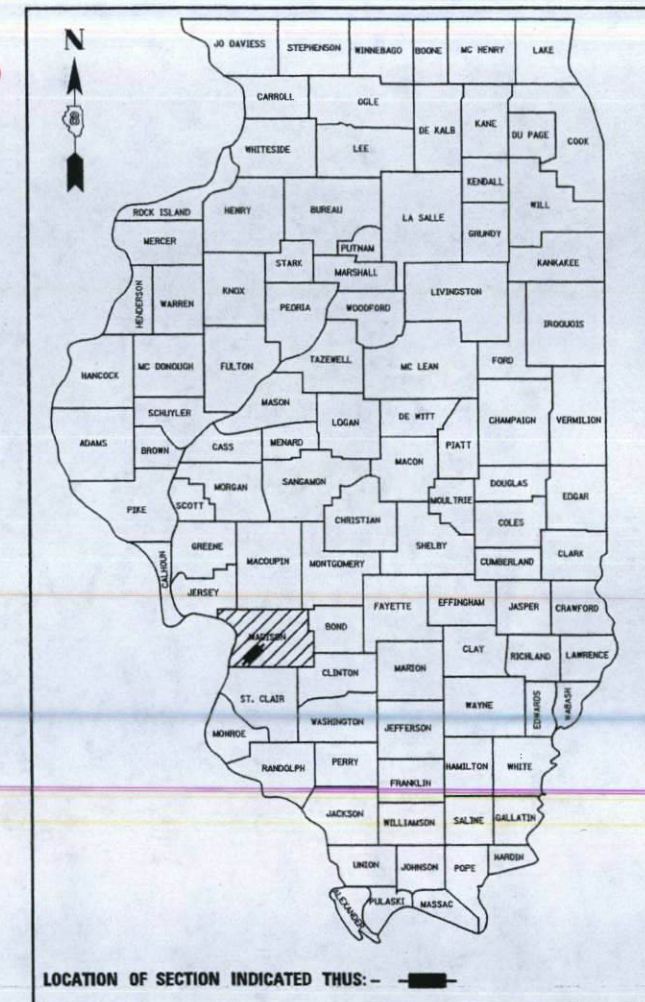 N
JO DAVIESS STEPHENSON WINNEBAGO BOONE MC HENRY LAKE
CARROLL OGLE
DE KALB KANE DU PAGE COOK
WHITESIDE LEE
KENDALL
ROCK ISLAND HENRY BUREAU LA SALLE WILL
MERCER GRUNDY
PUTNAM
STARK MARSHALL KANKAKEE
HENDERSON WARREN KNOX PEORIA WOODFORD LIVINGSTON IROQUOIS
HANCOCK MC DONOUGH FULTON TAZEWELL MC LEAN FORD
MASON
SCHUYLER LOGAN DE WITT CHAMPAIGN VERMILION
ADAMS BROWN CASS MENARD MACON PIATT
MORGAN SANGAMON DOUGLAS EDGAR
PIKE SCOTT CHRISTIAN MOULTRIE COLES
GREENE MACOUPIN MONTGOMERY SHELBY CUMBERLAND CLARK
CALHOUN JERSEY FAYETTE EFFINGHAM JASPER CRAWFORD
MADISON BOND CLAY RICHLAND LAWRENCE
CLINTON MARION
ST. CLAIR WAYNE EDWARDS WABASH
MONROE WASHINGTON JEFFERSON
RANDOLPH PERRY HAMILTON WHITE
FRANKLIN
JACKSON WILLIAMSON SALINE GALLATIN
UNION JOHNSON POPE HARDIN
ALEXANDER PULASKI MASSAC
LOCATION OF SECTION INDICATED THUS:-